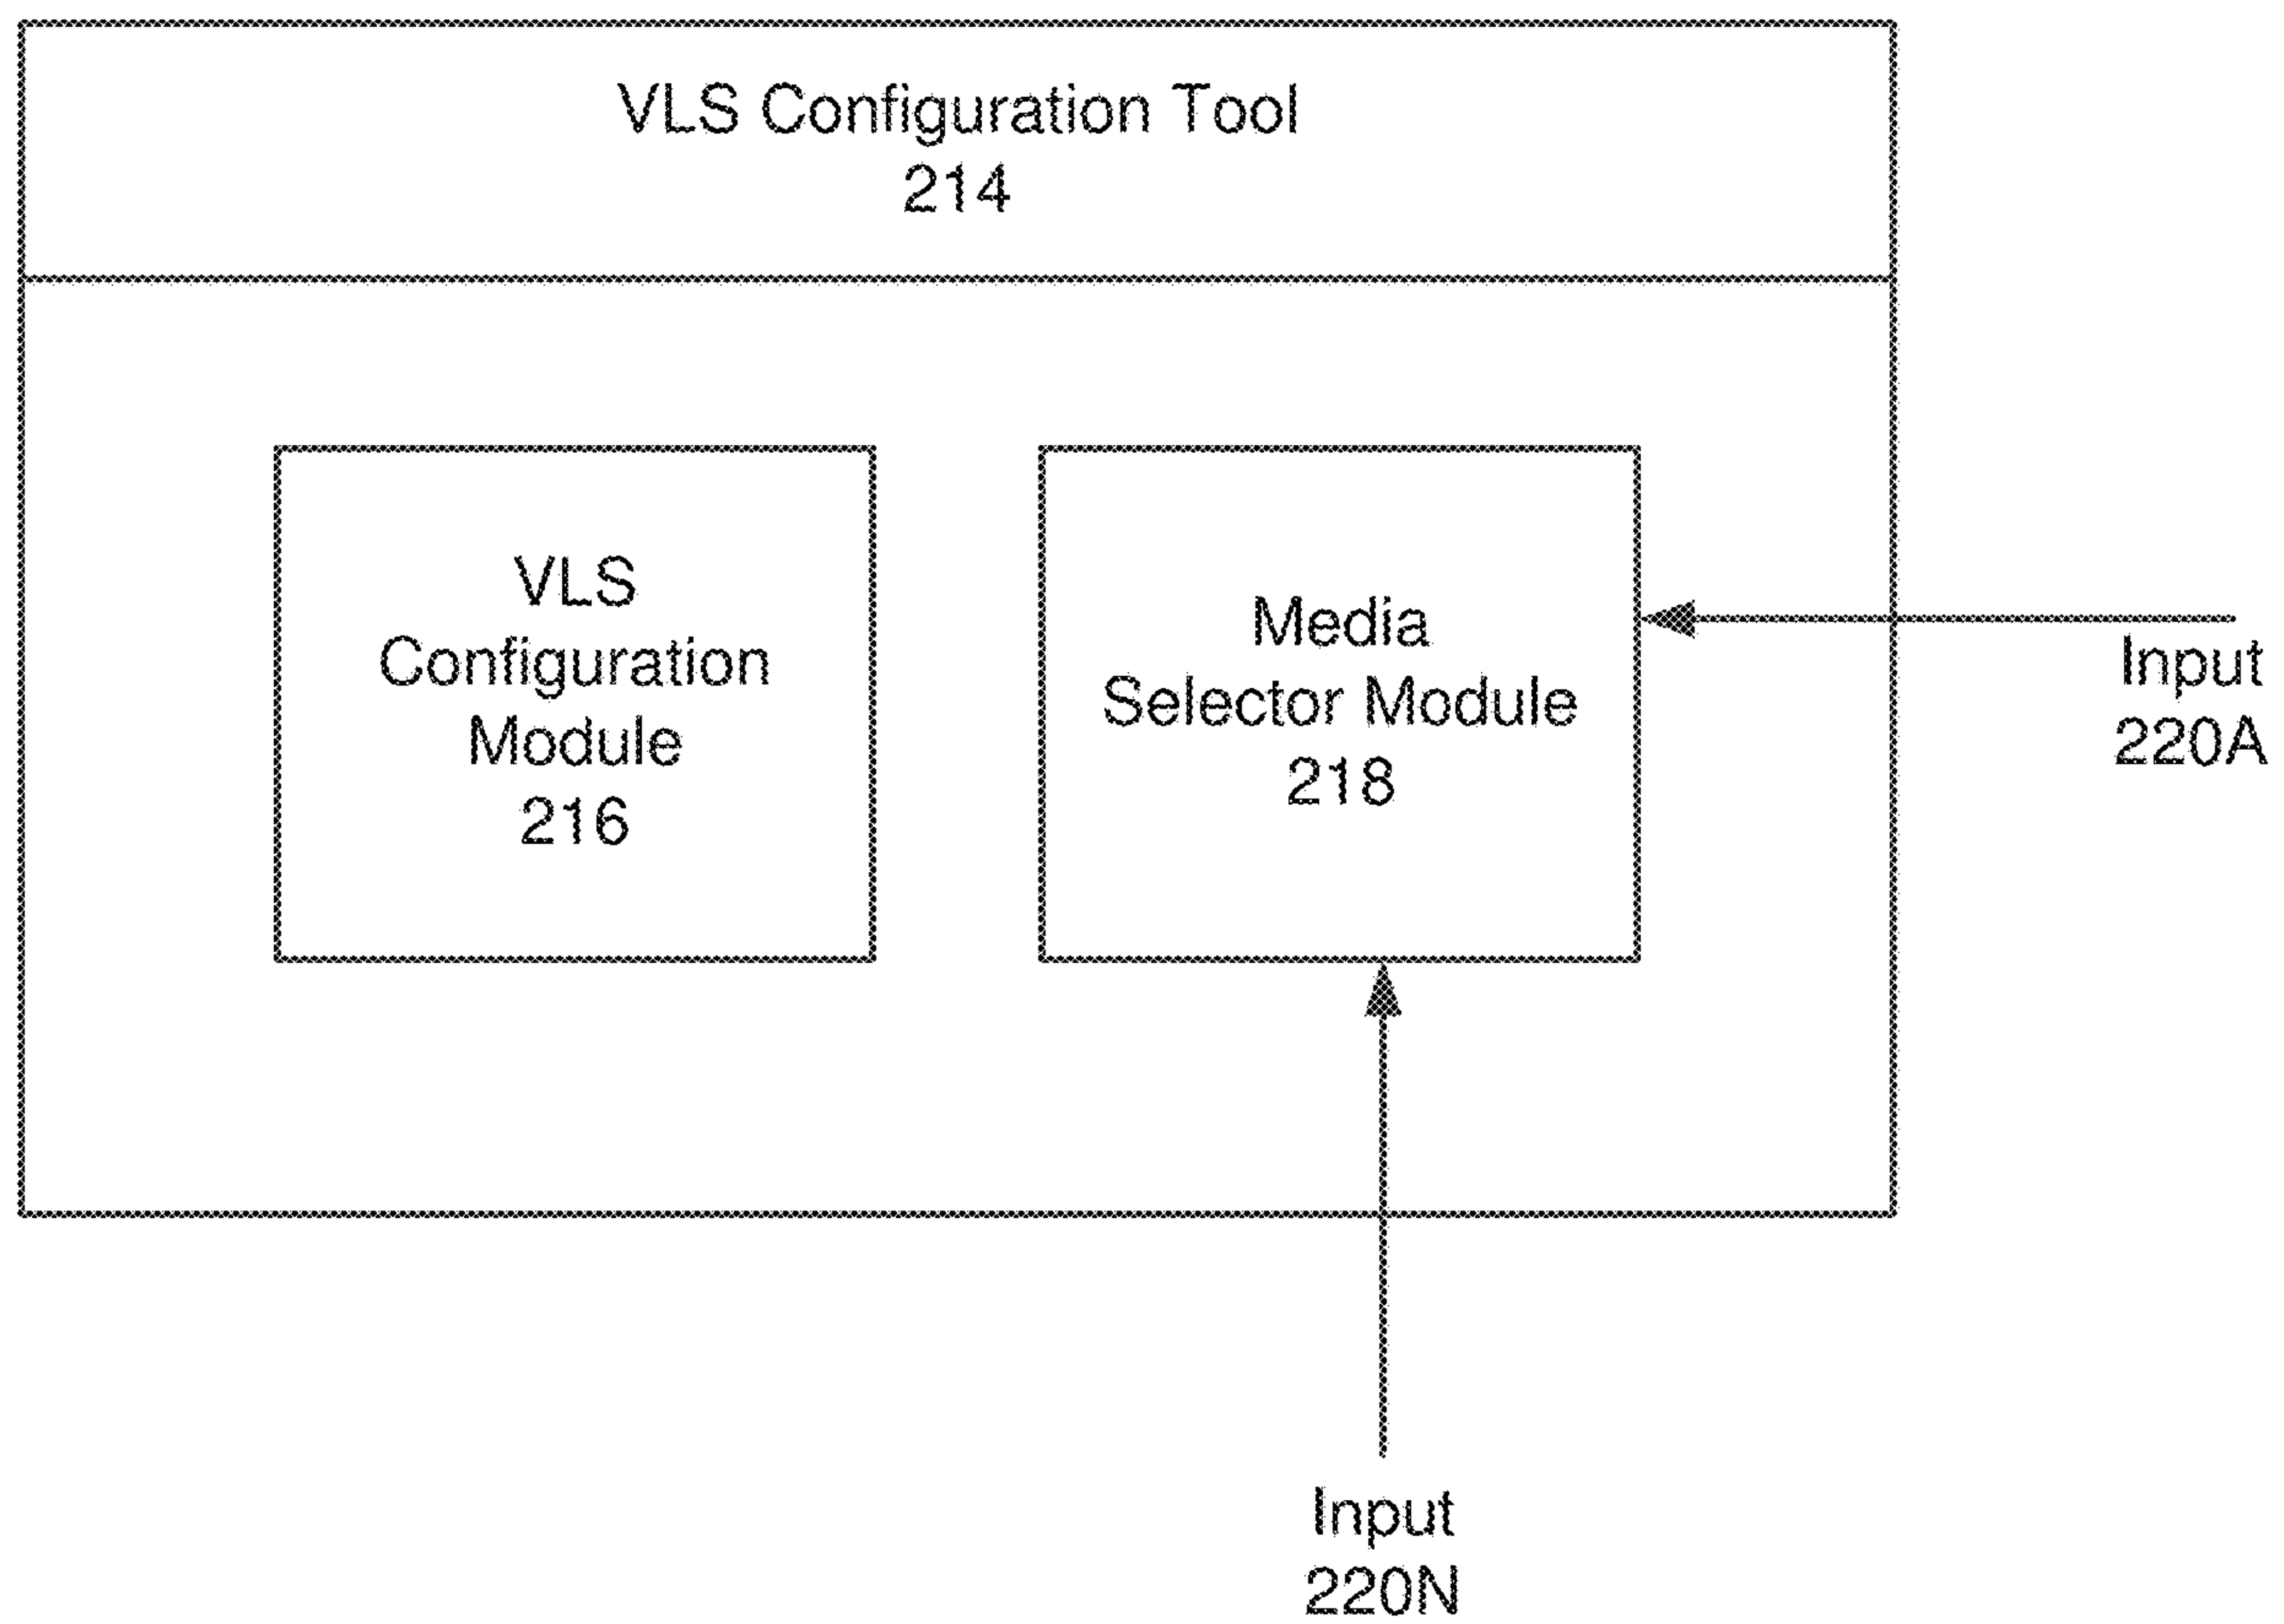 VLS Configuration Tool
214
VLS
Configuration
Module
216
Media
Selector Module
218
Input
220A
Input
220N